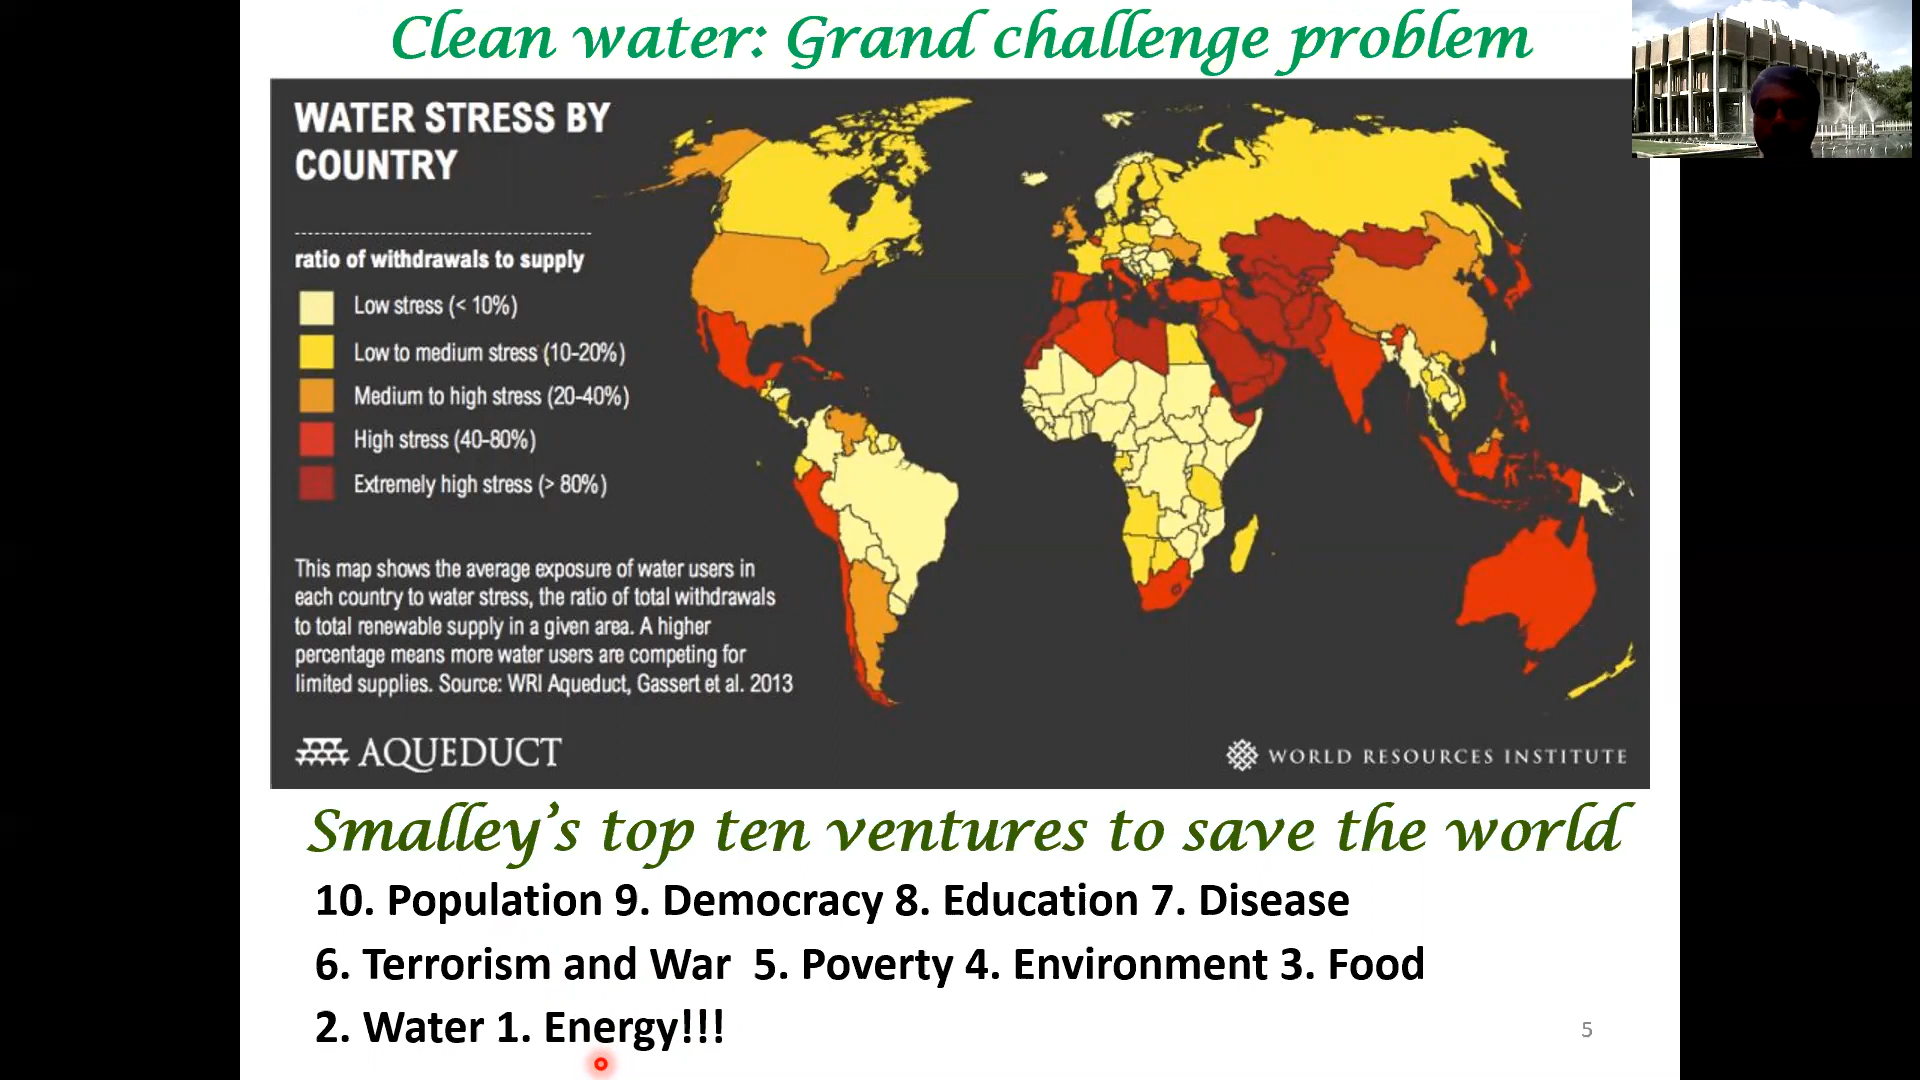 Clean water: Grand challenge problem
WATER STRESS BY
COUNTRY
ratio of withdrawals to supply
Low stress (< 10%)
Low to medium stress (10-20%)
Medium to high stress (20-40%)
High stress (40-80%)
Extremely high stress (> 80%)
This map shows the average exposure of water users in
each country to water stress, the ratio of total withdrawals
to total renewable supply in a given area. A higher
percentage means more water users are competing for
limited supplies. Source: WRI Aqueduct, Gassert et al. 2013
AQUEDUCT
WORLD RESOURCES INSTITUTE
Smalley's top ten ventures to save the world
10. Population 9. Democracy 8. Education 7. Disease
6. Terrorism and War 5. Poverty 4. Environment 3. Food
2. Water 1. Energy!!!
5